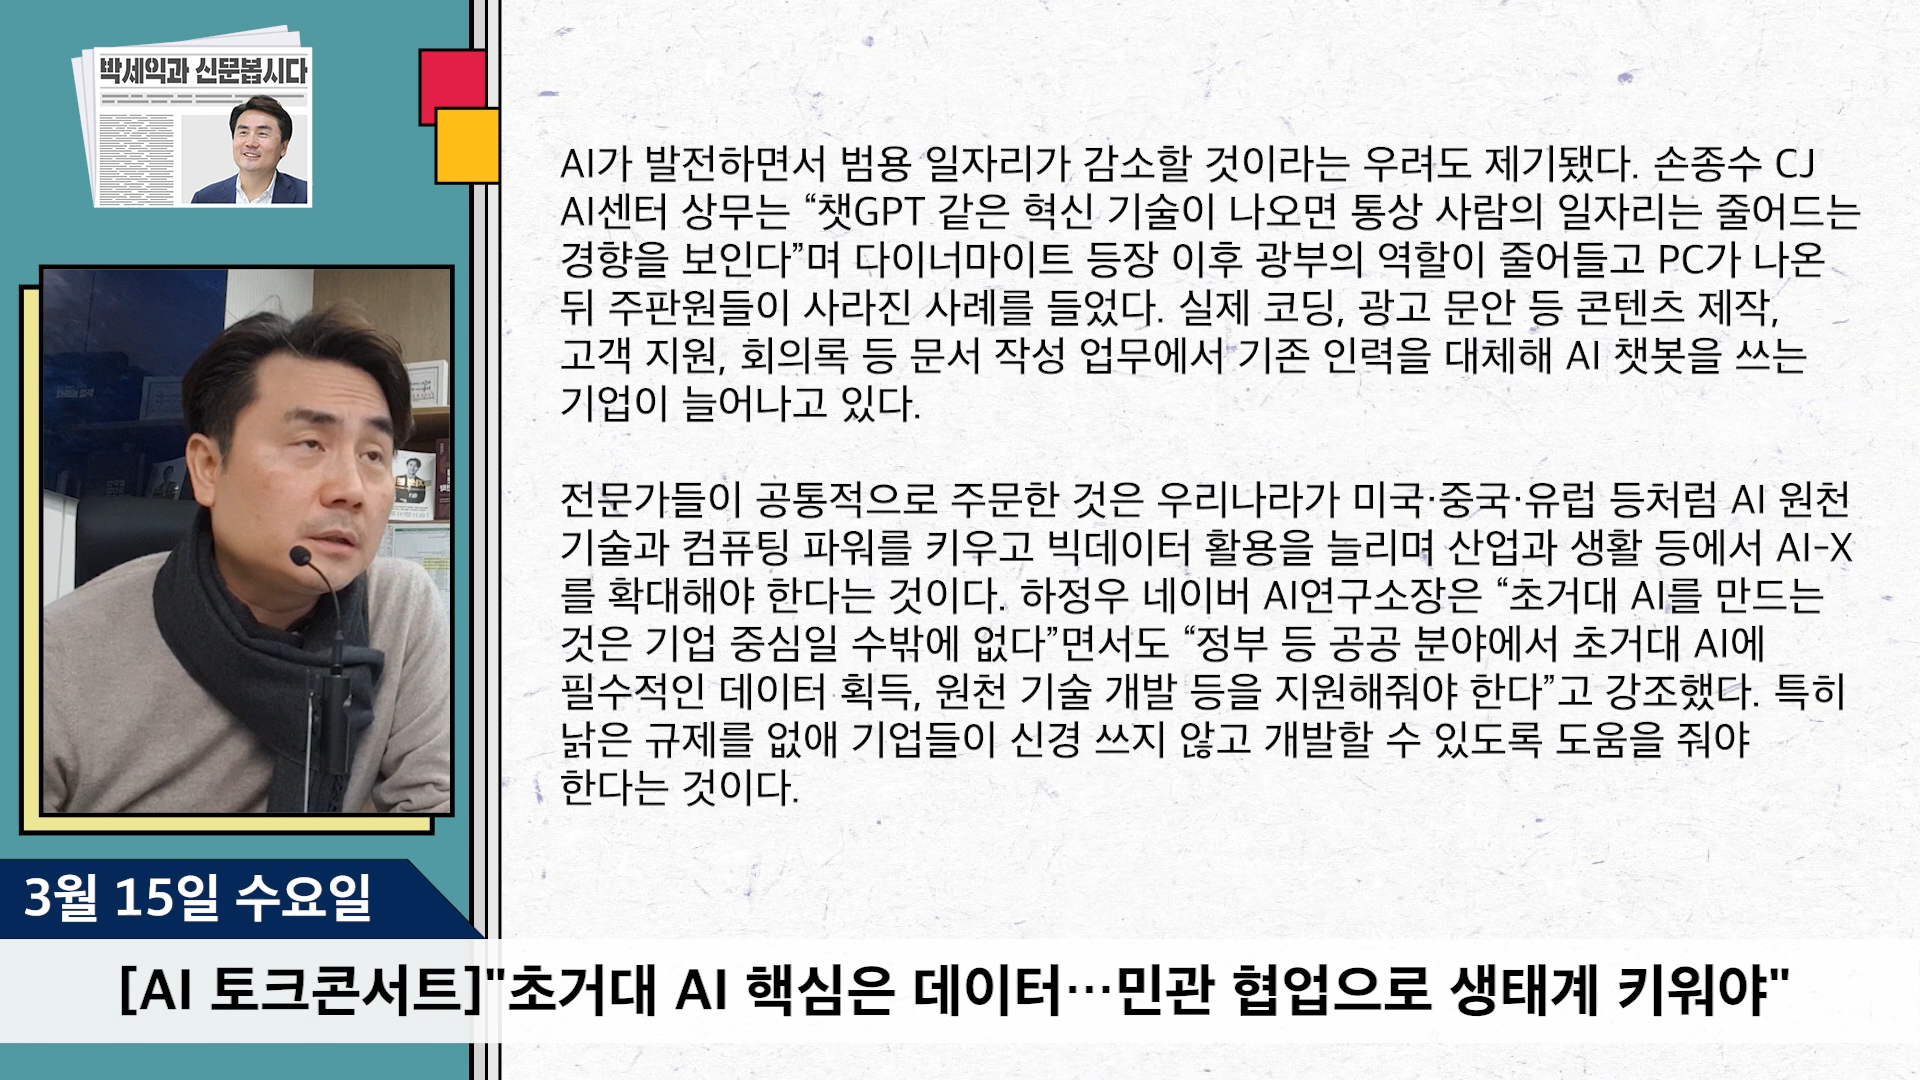 박세익과 신문봅시다
AI가 발전하면서 범용 일자리가 감소할 것이라는 우려도 제기됐다. 손종수 CJ
AI센터 상무는 “챗GPT 같은 혁신 기술이 나오면 통상 사람의 일자리는 줄어드는
경향을 보인다”며 다이너마이트 등장 이후 광부의 역할이 줄어들고 PC가 나온
뒤 주판원들이 사라진 사례를 들었다. 실제 코딩, 광고 문안 등 콘텐츠 제작,
고객 지원, 회의록 등 문서 작성 업무에서 기존 인력을 대체해 AI 챗봇을 쓰는
기업이 늘어나고 있다.
전문가들이 공통적으로 주문한 것은 우리나라가 미국·중국·유럽 등처럼 AI 원천
기술과 컴퓨팅 파워를 키우고 빅데이터 활용을 늘리며 산업과 생활 등에서 AI-X
를 확대해야 한다는 것이다. 하정우 네이버 AI연구소장은 “초거대 AI를 만드는
것은 기업 중심일 수밖에 없다”면서도 “정부 등 공공 분야에서 초거대 AI에
필수적인 데이터 획득, 원천 기술 개발 등을 지원해줘야 한다”고 강조했다. 특히
낡은 규제를 없애 기업들이 신경 쓰지 않고 개발할 수 있도록 도움을 줘야
한다는 것이다.
3월 15일 수요일
[AI 토크콘서트]"초거대 AI 핵심은 데이터…민관 협업으로 생태계 키워야"